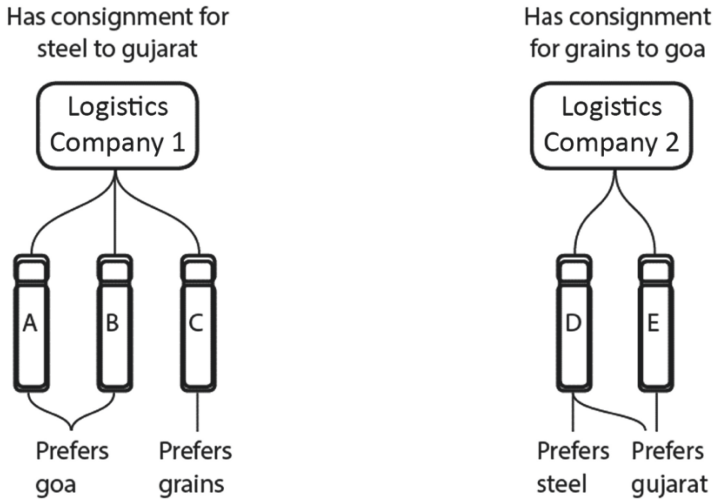 Has consignment for
steel to gujarat
Logistics
Company 1
A
B
C
Prefers
goa
Prefers
grains
Has consignment
for grains to goa
Logistics
Company 2
D
E
Prefers
steel
Prefers
gujarat